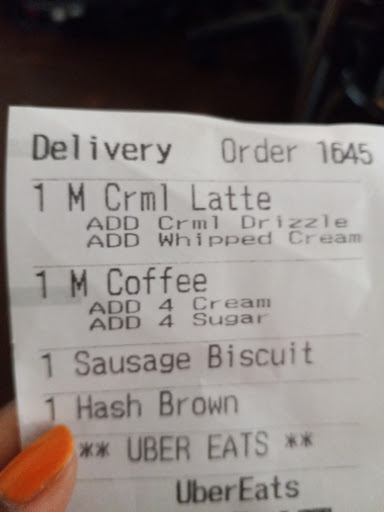 Delivery Order 1645
1 M Crml Latte
ADD Crml Drizzle
ADD Whipped Cream
1 M Coffee
ADD 4 Cream
ADD 4 Sugar
1 Sausage Biscuit
1 Hash Brown
** UBER EATS **
UberEats